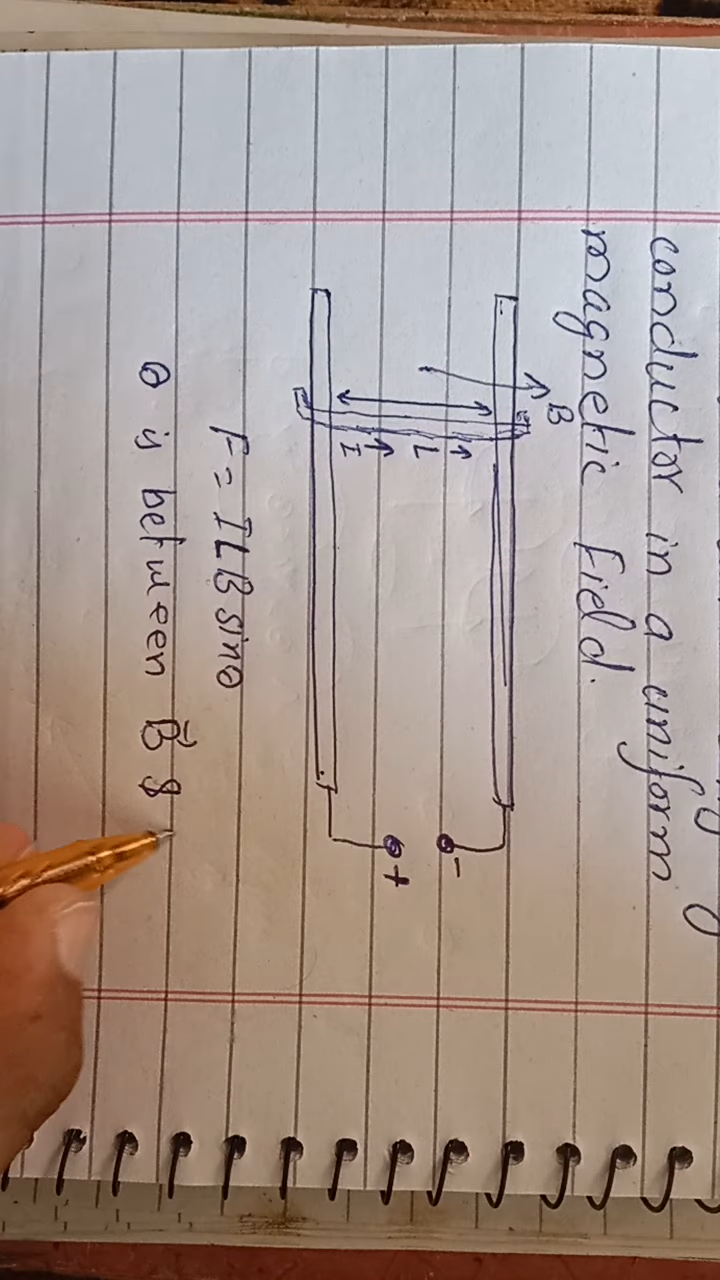 conductor in a uniform
magnetic field.
B
I L
-
+
F = ILB sinθ
θ is between B⃗ &